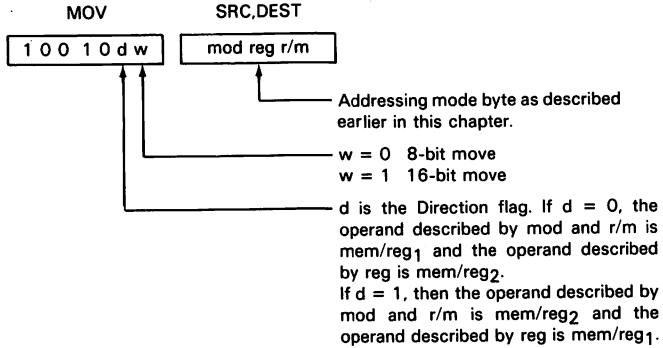 MOV SRC,DEST
1 0 0 1 0 d w mod reg r/m
Addressing mode byte as described
earlier in this chapter.
w = 0 8-bit move
w = 1 16-bit move
d is the Direction flag. If d = 0, the
operand described by mod and r/m is
mem/reg1 and the operand described
by reg is mem/reg2.
If d = 1, then the operand described by
mod and r/m is mem/reg2 and the
operand described by reg is mem/reg1.